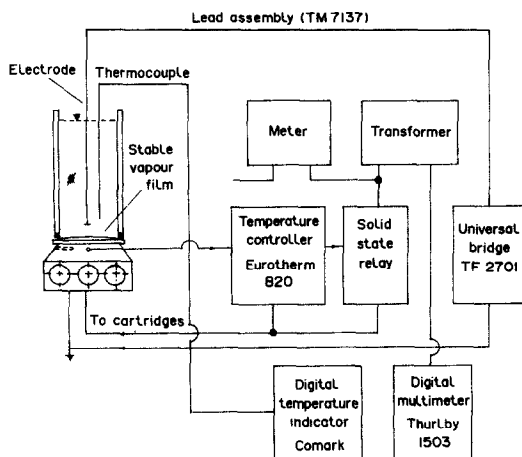 Lead assembly (TM 7137)
Electrode
Thermocouple
Stable
vapour
film
Meter
Transformer
Temperature
controller
Eurotherm
820
Solid
state
relay
Universal
bridge
TF 2701
To cartridges
Digital
temperature
indicator
Comark
Digital
multimeter
Thurlby
1503